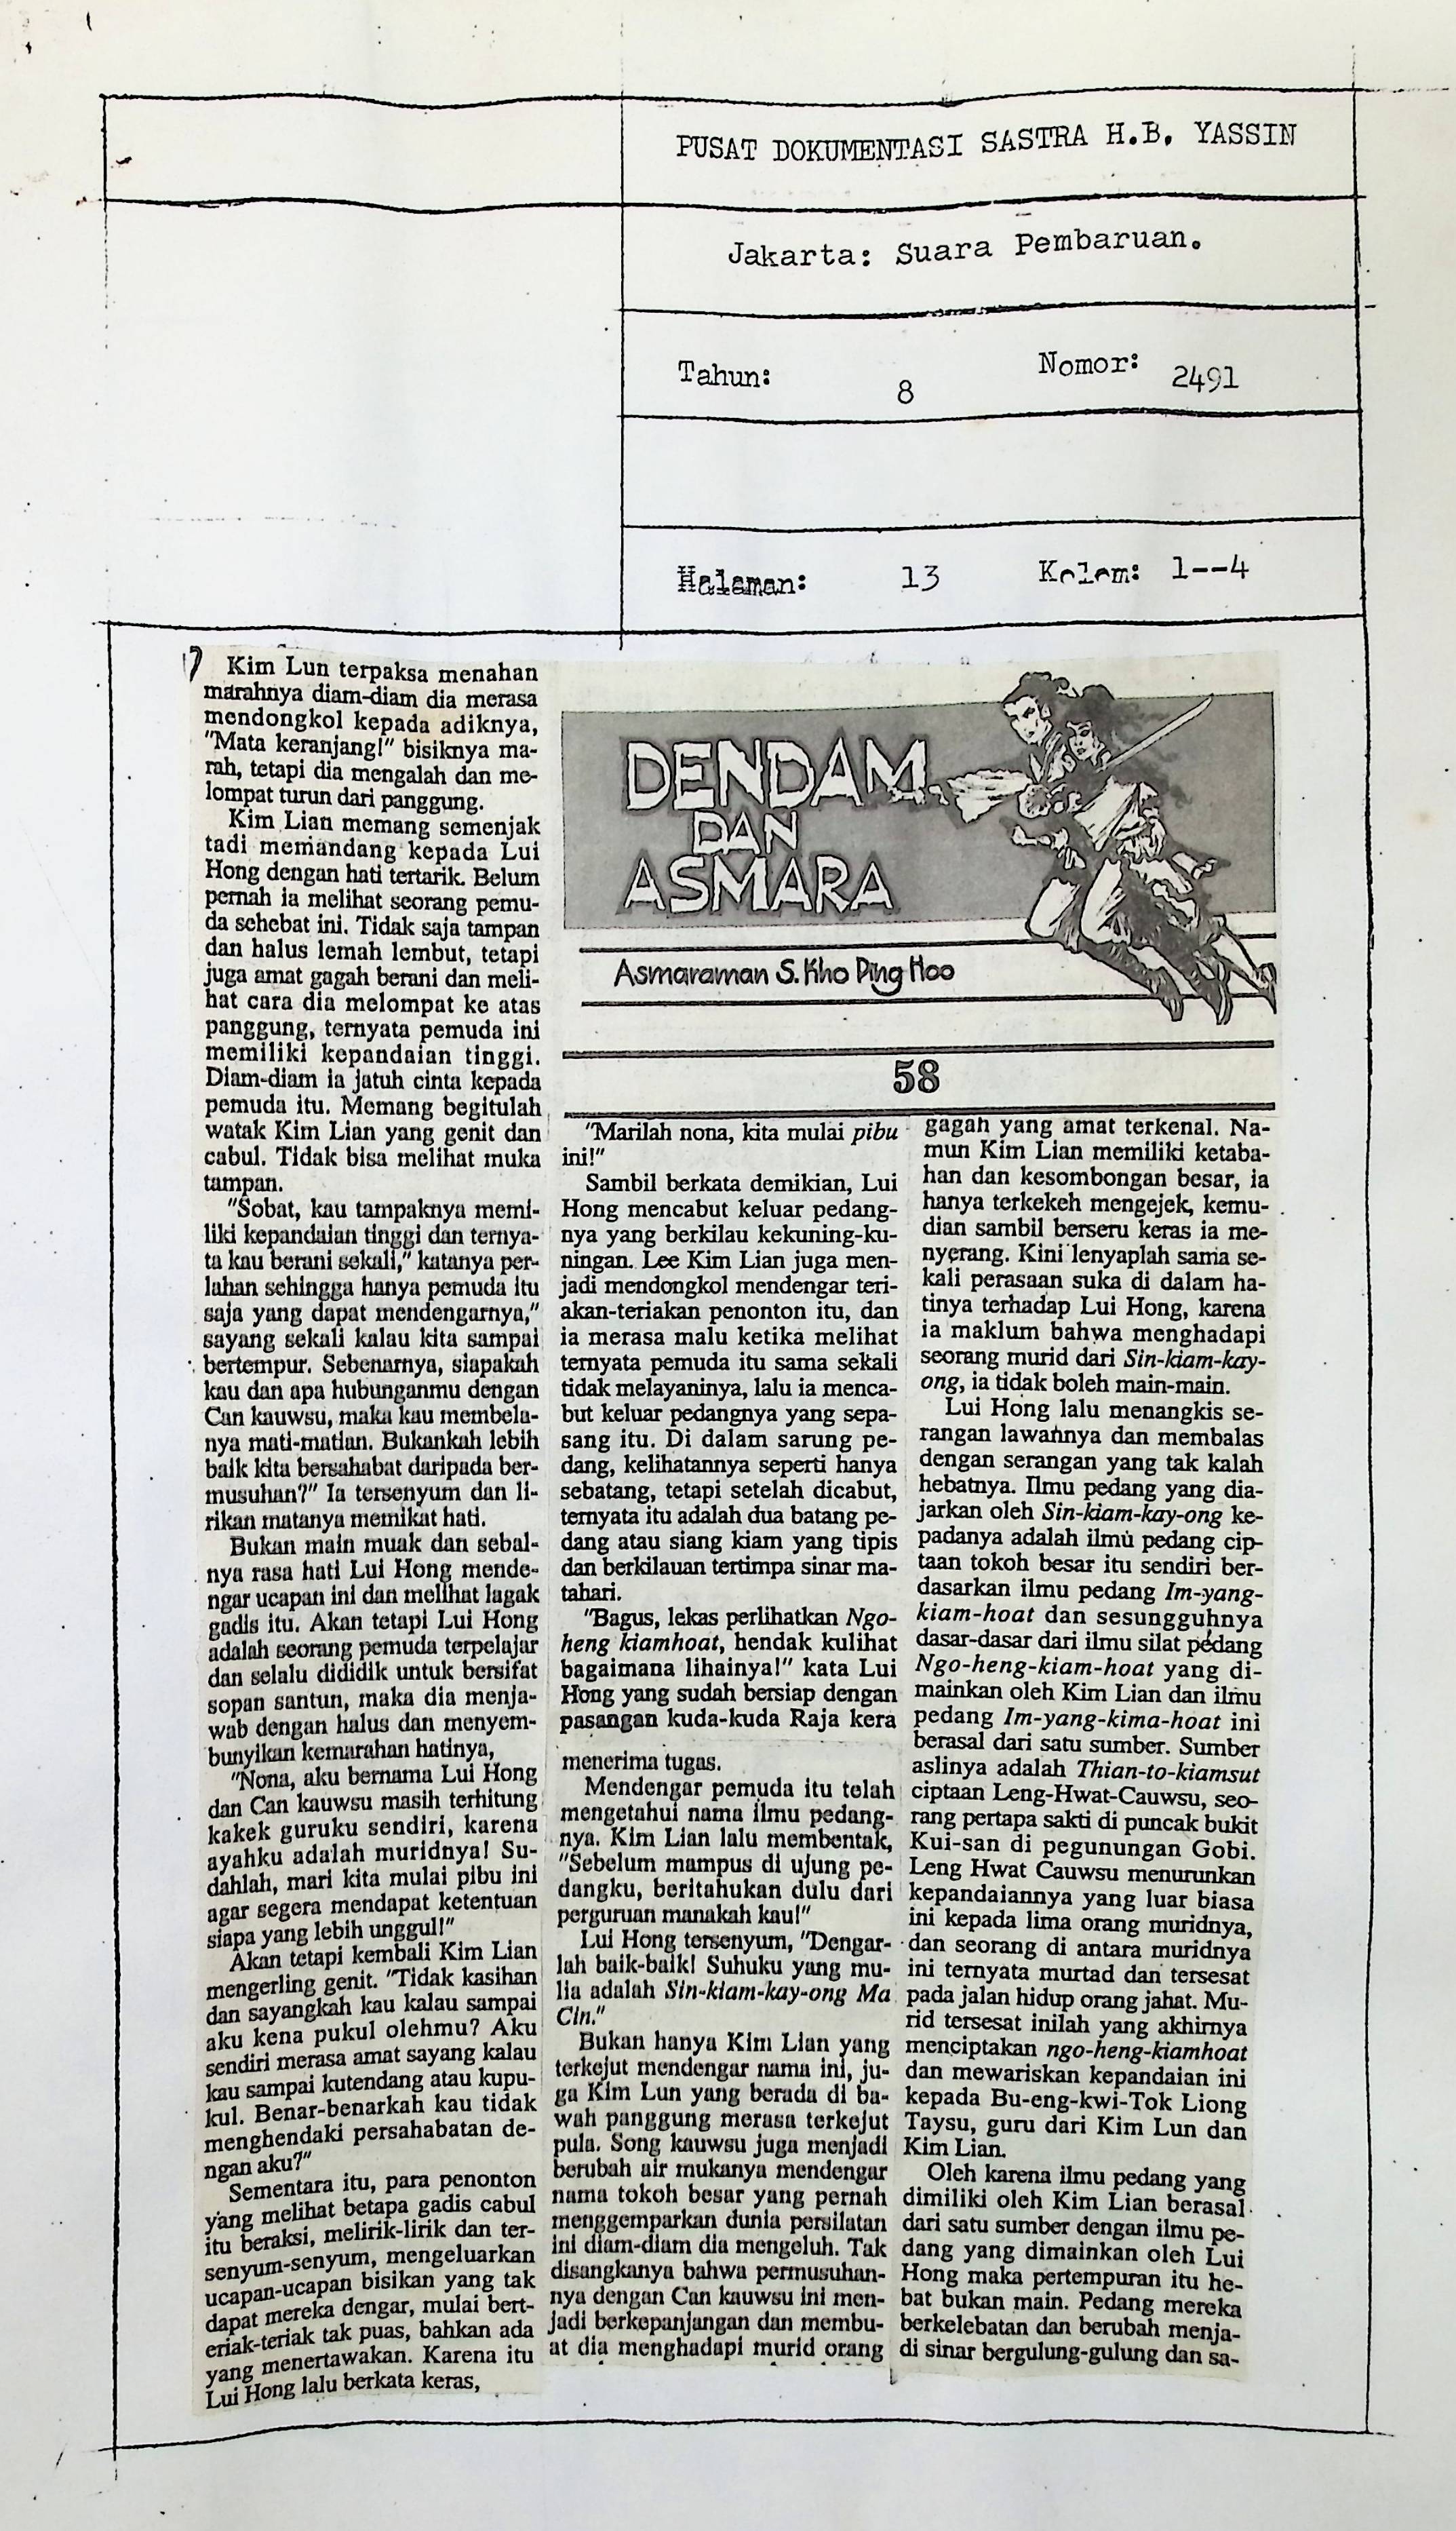 PUSAT DOKUMENTASI SASTRA H.B. YASSIN
Jakarta: Suara Pembaruan.
Tahun: 8 Nomor: 2491
Halaman: 13 Kolom: 1--4
Kim Lun terpaksa menahan
marahnya diam-diam dia merasa
mendongkol kepada adiknya,
"Mata keranjang!" bisiknya ma-
rah, tetapi dia mengalah dan me-
lompat turun dari panggung.
Kim Lian memang semenjak
tadi memandang kepada Lui
Hong dengan hati tertarik. Belum
pernah ia melihat seorang pemu-
da sehebat ini. Tidak saja tampan
dan halus lemah lembut, tetapi
juga amat gagah berani dan meli-
hat cara dia melompat ke atas
panggung, ternyata pemuda ini
memiliki kepandaian tinggi.
Diam-diam ia jatuh cinta kepada
pemuda itu. Memang begitulah
watak Kim Lian yang genit dan
cabul. Tidak bisa melihat muka
tampan.
"Sobat, kau tampaknya memi-
liki kepandaian tinggi dan ternya-
ta kau berani sekali," katanya per-
lahan sehingga hanya pemuda itu
saja yang dapat mendengarnya,"
sayang sekali kalau kita sampai
bertempur. Sebenarnya, siapakah
kau dan apa hubunganmu dengan
Can kauwsu, maka kau membela-
nya mati-matian. Bukankah lebih
baik kita bersahabat daripada ber-
musuhan?" Ia tersenyum dan li-
rikan matanya memikat hati.
Bukan main muak dan sebal-
nya rasa hati Lui Hong mende-
ngar ucapan ini dan melihat lagak
gadis itu. Akan tetapi Lui Hong
adalah seorang pemuda terpelajar
dan selalu dididik untuk bersifat
sopan santun, maka dia menja-
wab dengan halus dan menyem-
bunyikan kemarahan hatinya,
"Nona, aku bernama Lui Hong
dan Can kauwsu masih terhitung
kakek guruku sendiri, karena
ayahku adalah muridnya! Su-
dahlah, mari kita mulai pibu ini
agar segera mendapat ketentuan
siapa yang lebih unggul!"
Akan tetapi kembali Kim Lian
mengerling genit. "Tidak kasihan
dan sayangkah kau kalau sampai
aku kena pukul olehmu? Aku
sendiri merasa amat sayang kalau
kau sampai kutendang atau kupu-
kul. Benar-benarkah kau tidak
menghendaki persahabatan de-
ngan aku?"
Sementara itu, para penonton
yang melihat betapa gadis cabul
itu beraksi, melirik-lirik dan ter-
senyum-senyum, mengeluarkan
ucapan-ucapan bisikan yang tak
dapat mereka dengar, mulai bert-
eriak-teriak tak puas, bahkan ada
yang menertawakan. Karena itu
Lui Hong lalu berkata keras,
DENDAM
DAN
ASMARA
Asmaraman S. Kho Ping Hoo
58
"Marilah nona, kita mulai pibu
ini!"
Sambil berkata demikian, Lui
Hong mencabut keluar pedang-
nya yang berkilau kekuning-ku-
ningan. Lee Kim Lian juga men-
jadi mendongkol mendengar teri-
akan-teriakan penonton itu, dan
ia merasa malu ketika melihat
ternyata pemuda itu sama sekali
tidak melayaninya, lalu ia menca-
but keluar pedangnya yang sepa-
sang itu. Di dalam sarung pe-
dang, kelihatannya seperti hanya
sebatang, tetapi setelah dicabut,
ternyata itu adalah dua batang pe-
dang atau siang kiam yang tipis
dan berkilauan tertimpa sinar ma-
tahari.
"Bagus, lekas perlihatkan Ngo-
heng kiamhoat, hendak kulihat
bagaimana lihainya!" kata Lui
Hong yang sudah bersiap dengan
pasangan kuda-kuda Raja kera
menerima tugas.
Mendengar pemuda itu telah
mengetahui nama ilmu pedang-
nya. Kim Lian lalu membentak,
"Sebelum mampus di ujung pe-
dangku, beritahukan dulu dari
perguruan manakah kau!"
Lui Hong tersenyum, "Dengar-
lah baik-baik! Suhuku yang mu-
lia adalah Sin-kiam-kay-ong Ma
Cin."
Bukan hanya Kim Lian yang
terkejut mendengar nama ini, ju-
ga Kim Lun yang berada di ba-
wah panggung merasa terkejut
pula. Song kauwsu juga menjadi
berubah air mukanya mendengar
nama tokoh besar yang pernah
menggemparkan dunia persilatan
ini diam-diam dia mengeluh. Tak
disangkanya bahwa permusuhan-
nya dengan Can kauwsu ini men-
jadi berkepanjangan dan membu-
at dia menghadapi murid orang
gagah yang amat terkenal. Na-
mun Kim Lian memiliki ketaba-
han dan kesombongan besar, ia
hanya terkekeh mengejek, kemu-
dian sambil berseru keras ia me-
nyerang. Kini lenyaplah sama se-
kali perasaan suka di dalam ha-
tinya terhadap Lui Hong, karena
ia maklum bahwa menghadapi
seorang murid dari Sin-kiam-kay-
ong, ia tidak boleh main-main.
Lui Hong lalu menangkis se-
rangan lawannya dan membalas
dengan serangan yang tak kalah
hebatnya. Ilmu pedang yang dia-
jarkan oleh Sin-kiam-kay-ong ke-
padanya adalah ilmu pedang cip-
taan tokoh besar itu sendiri ber-
dasarkan ilmu pedang Im-yang-
kiam-hoat dan sesungguhnya
dasar-dasar dari ilmu silat pedang
Ngo-heng-kiam-hoat yang di-
mainkan oleh Kim Lian dan ilmu
pedang Im-yang-kima-hoat ini
berasal dari satu sumber. Sumber
aslinya adalah Thian-to-kiamsut
ciptaan Leng-Hwat-Cauwsu, seo-
rang pertapa sakti di puncak bukit
Kui-san di pegunungan Gobi.
Leng Hwat Cauwsu menurunkan
kepandaiannya yang luar biasa
ini kepada lima orang muridnya,
dan seorang di antara muridnya
ini ternyata murtad dan tersesat
pada jalan hidup orang jahat. Mu-
rid tersesat inilah yang akhirnya
menciptakan ngo-heng-kiamhoat
dan mewariskan kepandaian ini
kepada Bu-eng-kwi-Tok Liong
Taysu, guru dari Kim Lun dan
Kim Lian.
Oleh karena ilmu pedang yang
dimiliki oleh Kim Lian berasal
dari satu sumber dengan ilmu pe-
dang yang dimainkan oleh Lui
Hong maka pertempuran itu he-
bat bukan main. Pedang mereka
berkelebatan dan berubah menja-
di sinar bergulung-gulung dan sa-